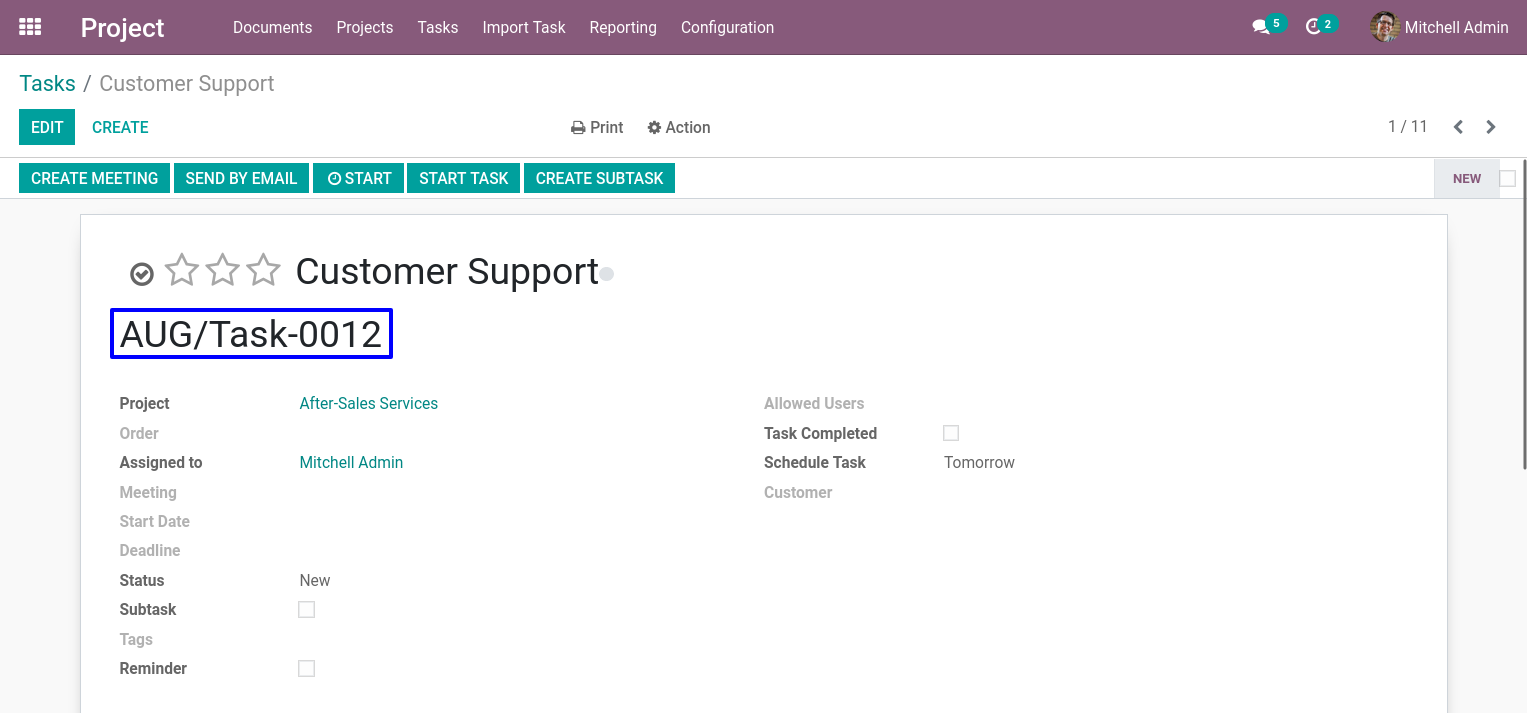 Project Documents Projects Tasks Import Task Reporting Configuration 5 2 Mitchell Admin
Tasks / Customer Support
EDIT CREATE Print Action 1 / 11
CREATE MEETING SEND BY EMAIL START START TASK CREATE SUBTASK NEW
Customer Support
AUG/Task-0012
Project After-Sales Services Allowed Users
Order Task Completed
Assigned to Mitchell Admin Schedule Task Tomorrow
Meeting Customer
Start Date
Deadline
Status New
Subtask
Tags
Reminder